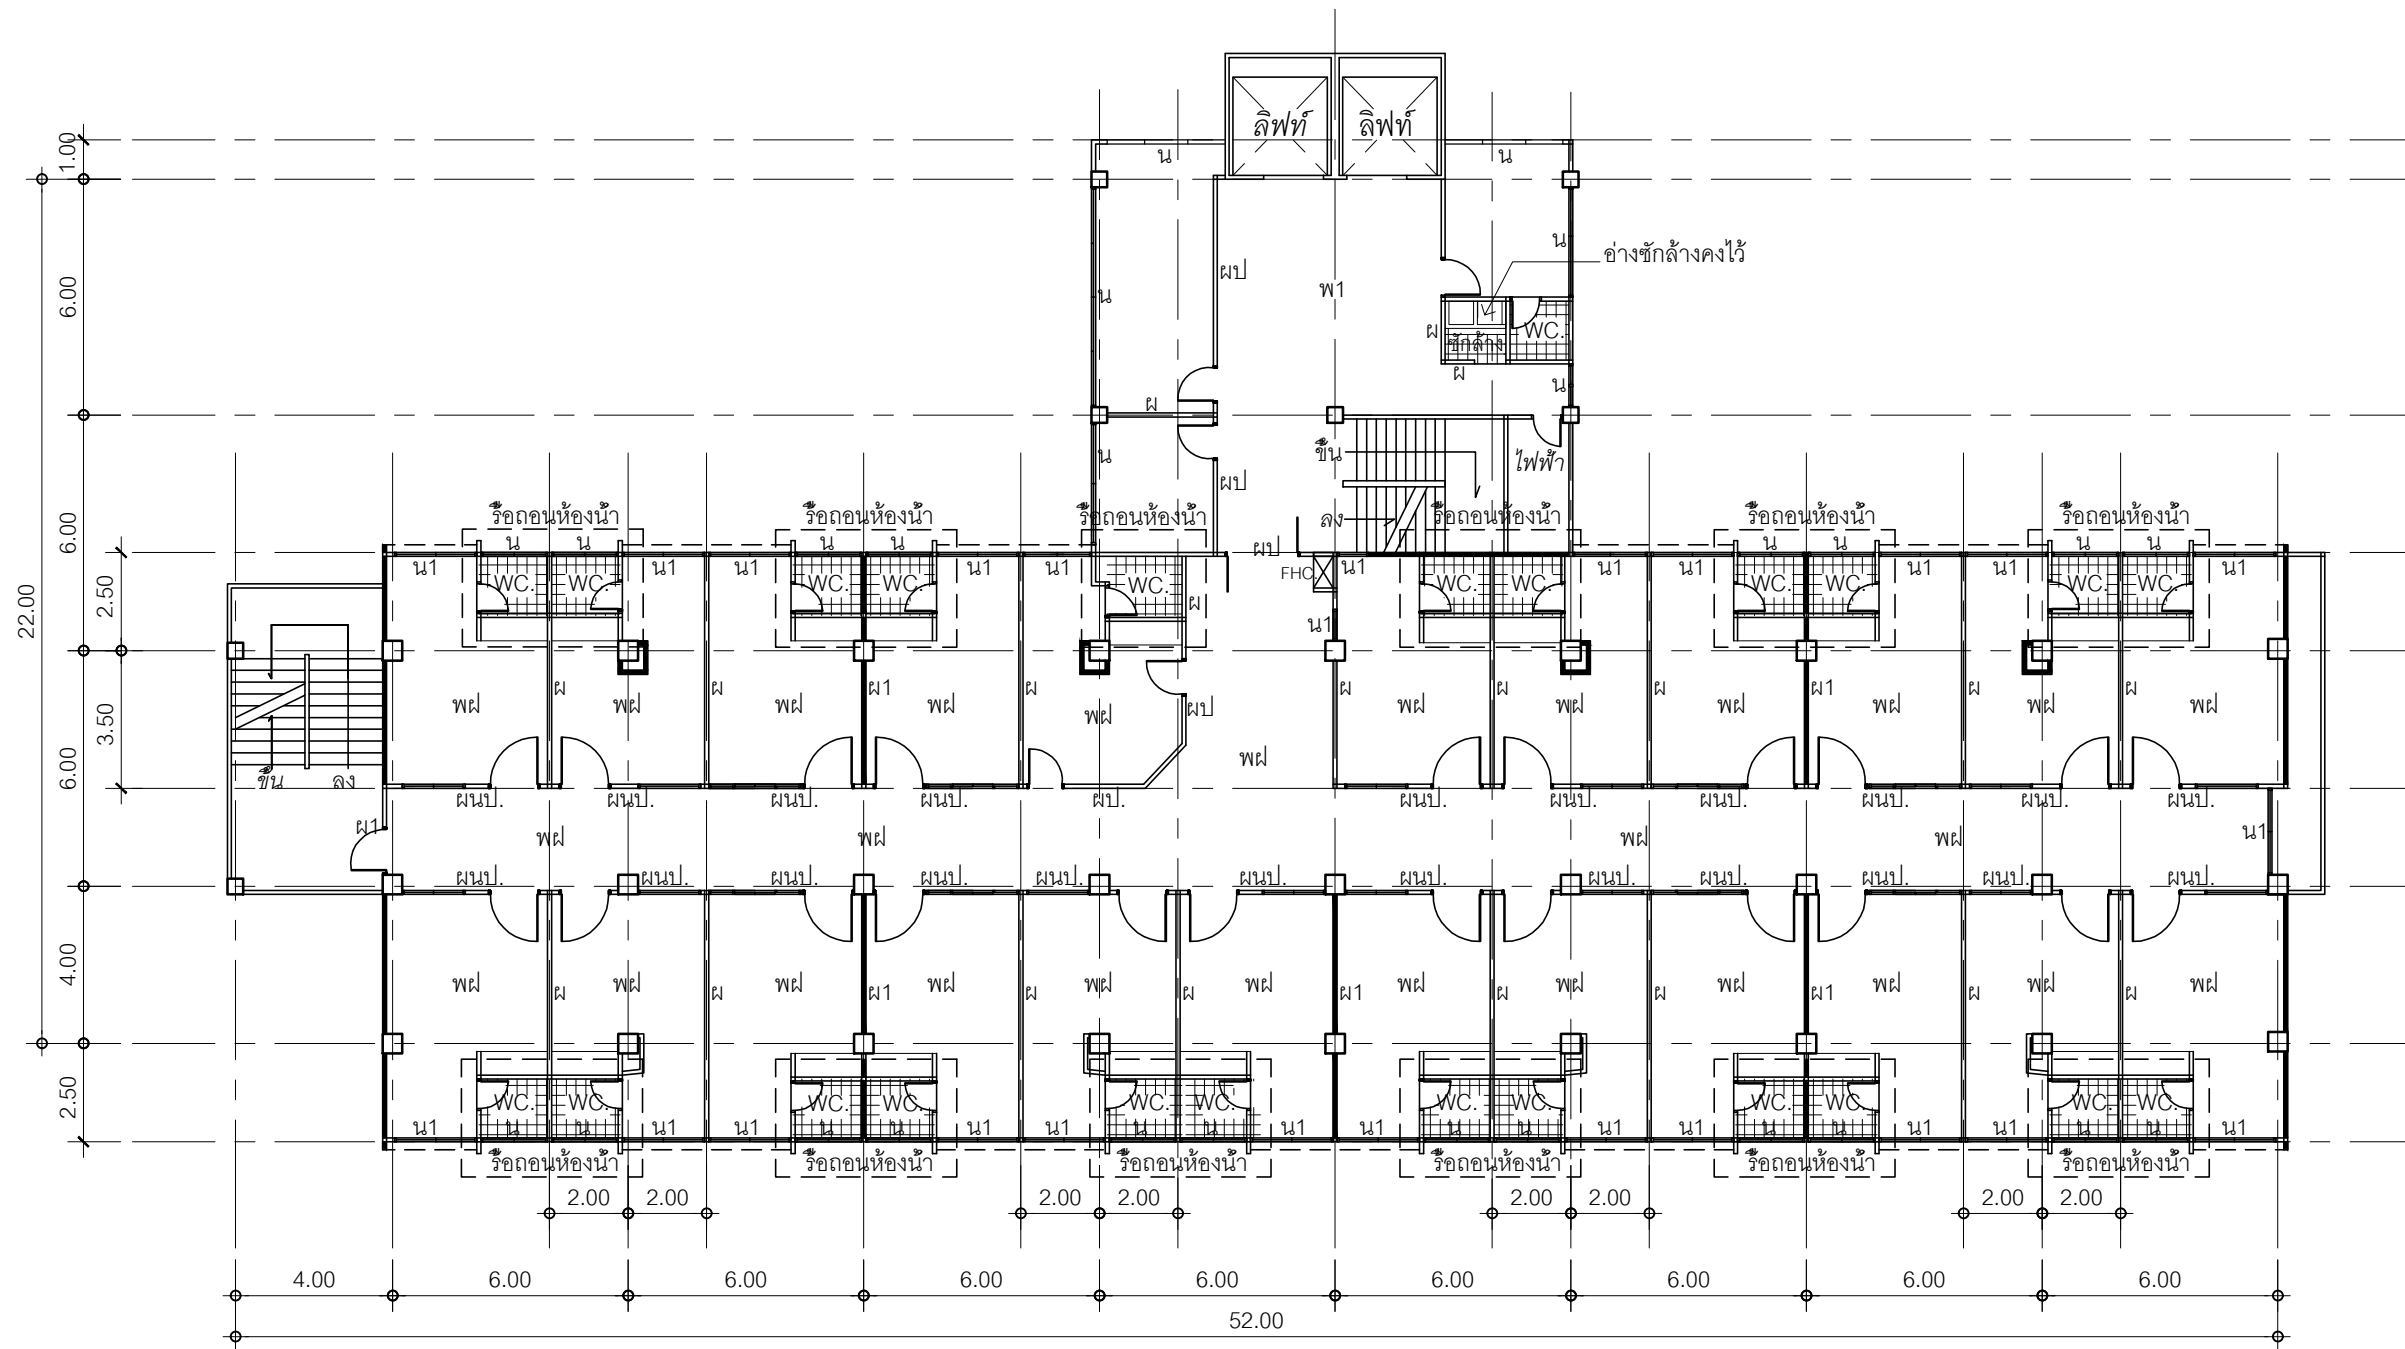 ลิฟท์ ลิฟท์
1.00
น น
น
อ่างซักล้างคงไว้
ผป
6.00 น พ1
ผ ซักล้าง WC.
ผ น
ผ
น ขึ้น ไฟฟ้า
ผป
รื้อถอนห้องน้ำ รื้อถอนห้องน้ำ รื้อถอนห้องน้ำ ลง รื้อถอนห้องน้ำ รื้อถอนห้องน้ำ รื้อถอนห้องน้ำ
6.00 น น น น ผป น น น น
น1 น1 น1 น1 น1 FHC. น1 น1 น1 น1 น1 น1
22.00 2.50 WC. WC. WC. WC. WC. WC. WC. WC. WC. WC. WC.
ผ
น1
ผ ผ ผ1 ผ ผ ผ ผ ผ1 ผ ผ
3.50 พฝ พฝ พฝ พฝ พฝ ผป พฝ พฝ พฝ พฝ พฝ พฝ
6.00 พฝ
ขึ้น ลง
ผนป. ผนป. ผนป. ผนป. ผป. ผนป. ผนป. ผนป. ผนป. ผนป. ผนป.
ผ1 พฝ พฝ พฝ พฝ น1
ผนป. ผนป. ผนป. ผนป. ผนป. ผนป. ผนป. ผนป. ผนป. ผนป. ผนป. ผนป.
4.00
พฝ พฝ พฝ พฝ พฝ พฝ พฝ พฝ พฝ พฝ พฝ พฝ
ผ ผ ผ1 ผ ผ ผ1 ผ ผ ผ1 ผ ผ
2.50 WC. WC. WC. WC. WC. WC. WC. WC. WC. WC. WC. WC.
น1 น น น1 น1 น น น1 น1 น น น1 น1 น น น1 น1 น น น1 น1 น น น1
รื้อถอนห้องน้ำ รื้อถอนห้องน้ำ รื้อถอนห้องน้ำ รื้อถอนห้องน้ำ รื้อถอนห้องน้ำ รื้อถอนห้องน้ำ
2.00 2.00 2.00 2.00 2.00 2.00 2.00 2.00
4.00 6.00 6.00 6.00 6.00 6.00 6.00 6.00 6.00
52.00